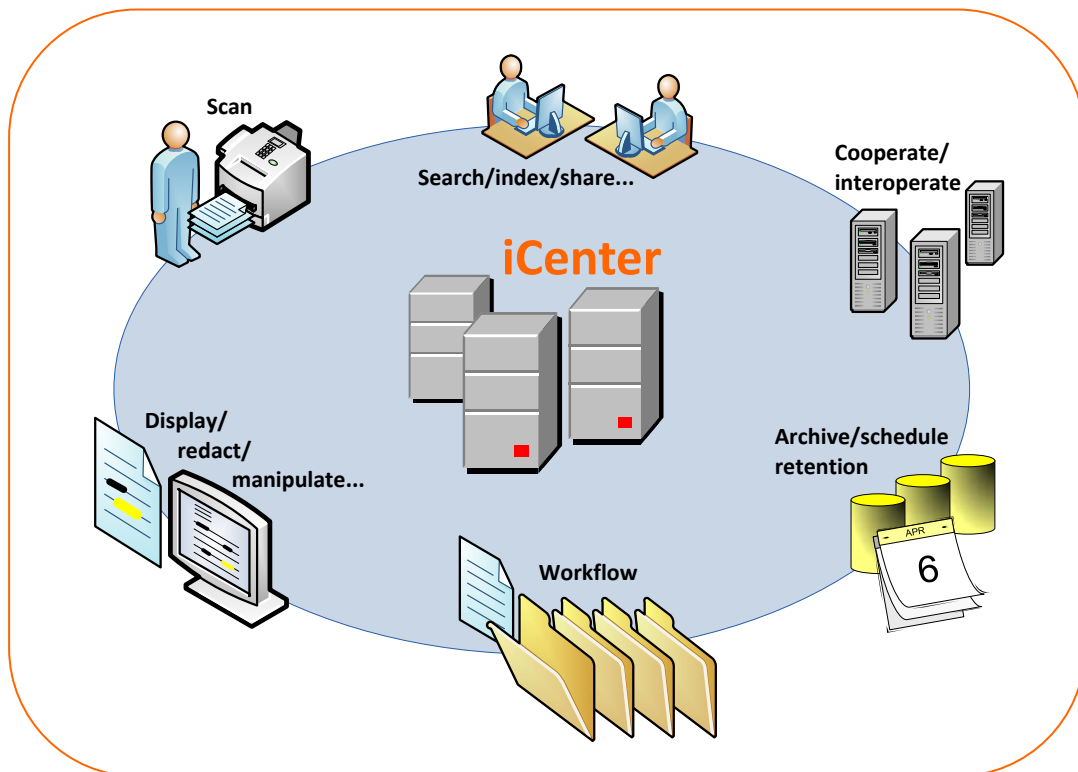 Scan
Search/index/share...
Cooperate/
interoperate
iCenter
Display/
redact/
manipulate...
Archive/schedule
retention
APR
6
Workflow